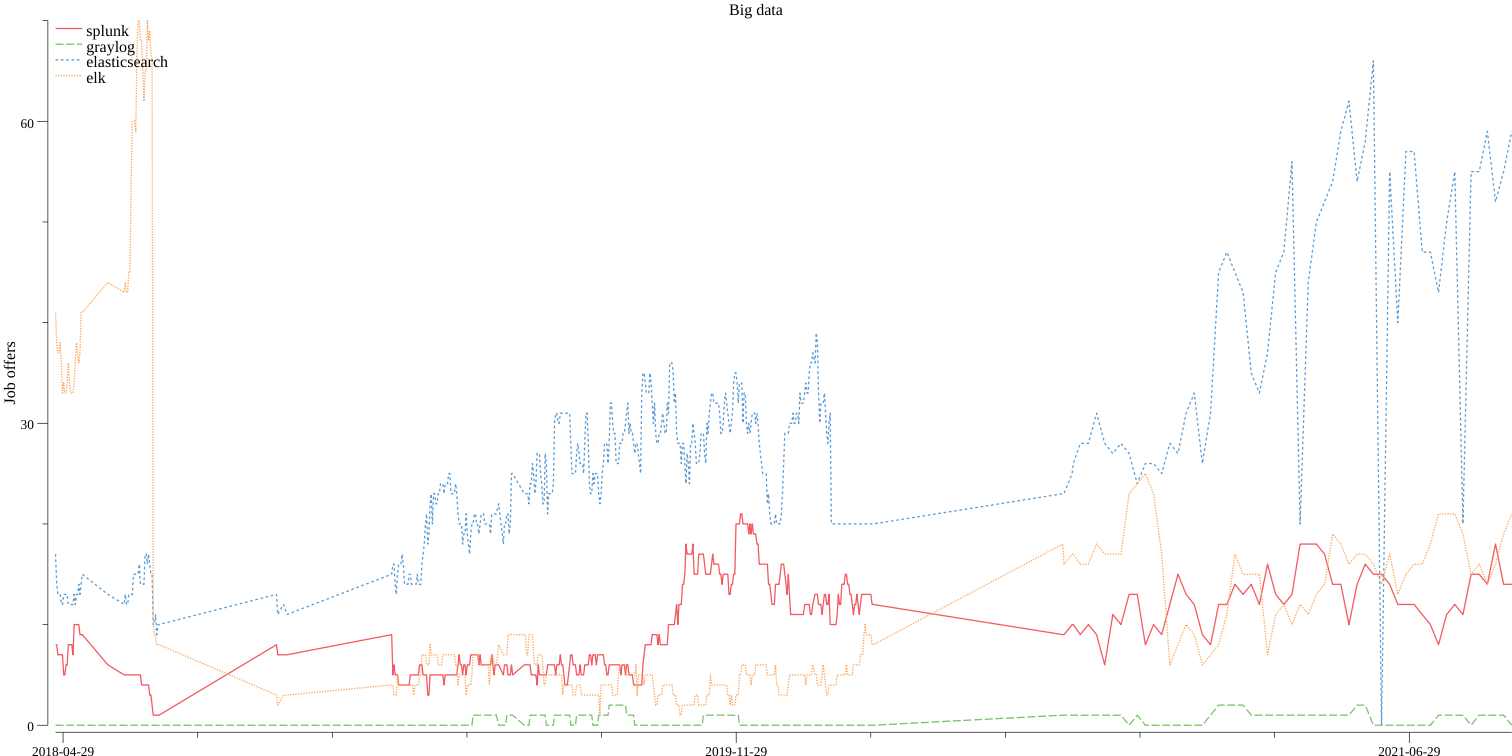 Big data
splunk
graylog
elasticsearch
elk
60
30
0
Job offers
2018-04-29
2019-11-29
2021-06-29